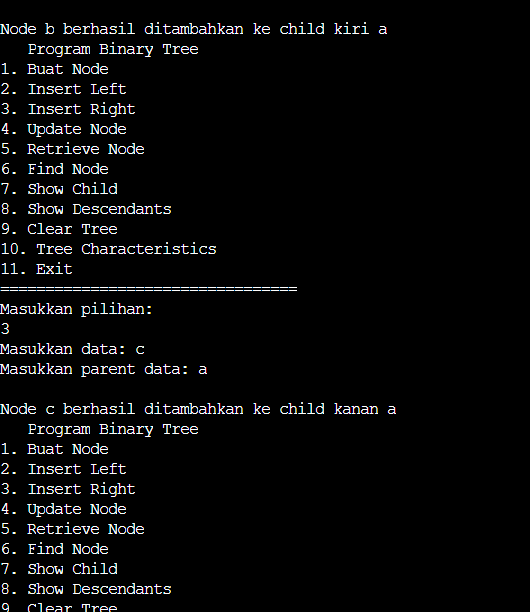 Node b berhasil ditambahkan ke child kiri a
Program Binary Tree
1. Buat Node
2. Insert Left
3. Insert Right
4. Update Node
5. Retrieve Node
6. Find Node
7. Show Child
8. Show Descendants
9. Clear Tree
10. Tree Characteristics
11. Exit
=================================
Masukkan pilihan:
3
Masukkan data: c
Masukkan parent data: a
Node c berhasil ditambahkan ke child kanan a
Program Binary Tree
1. Buat Node
2. Insert Left
3. Insert Right
4. Update Node
5. Retrieve Node
6. Find Node
7. Show Child
8. Show Descendants
9. Clear Tree